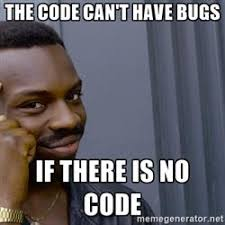 THE CODE CAN'T HAVE BUGS
IF THERE IS NO
CODE
memegenerator.net